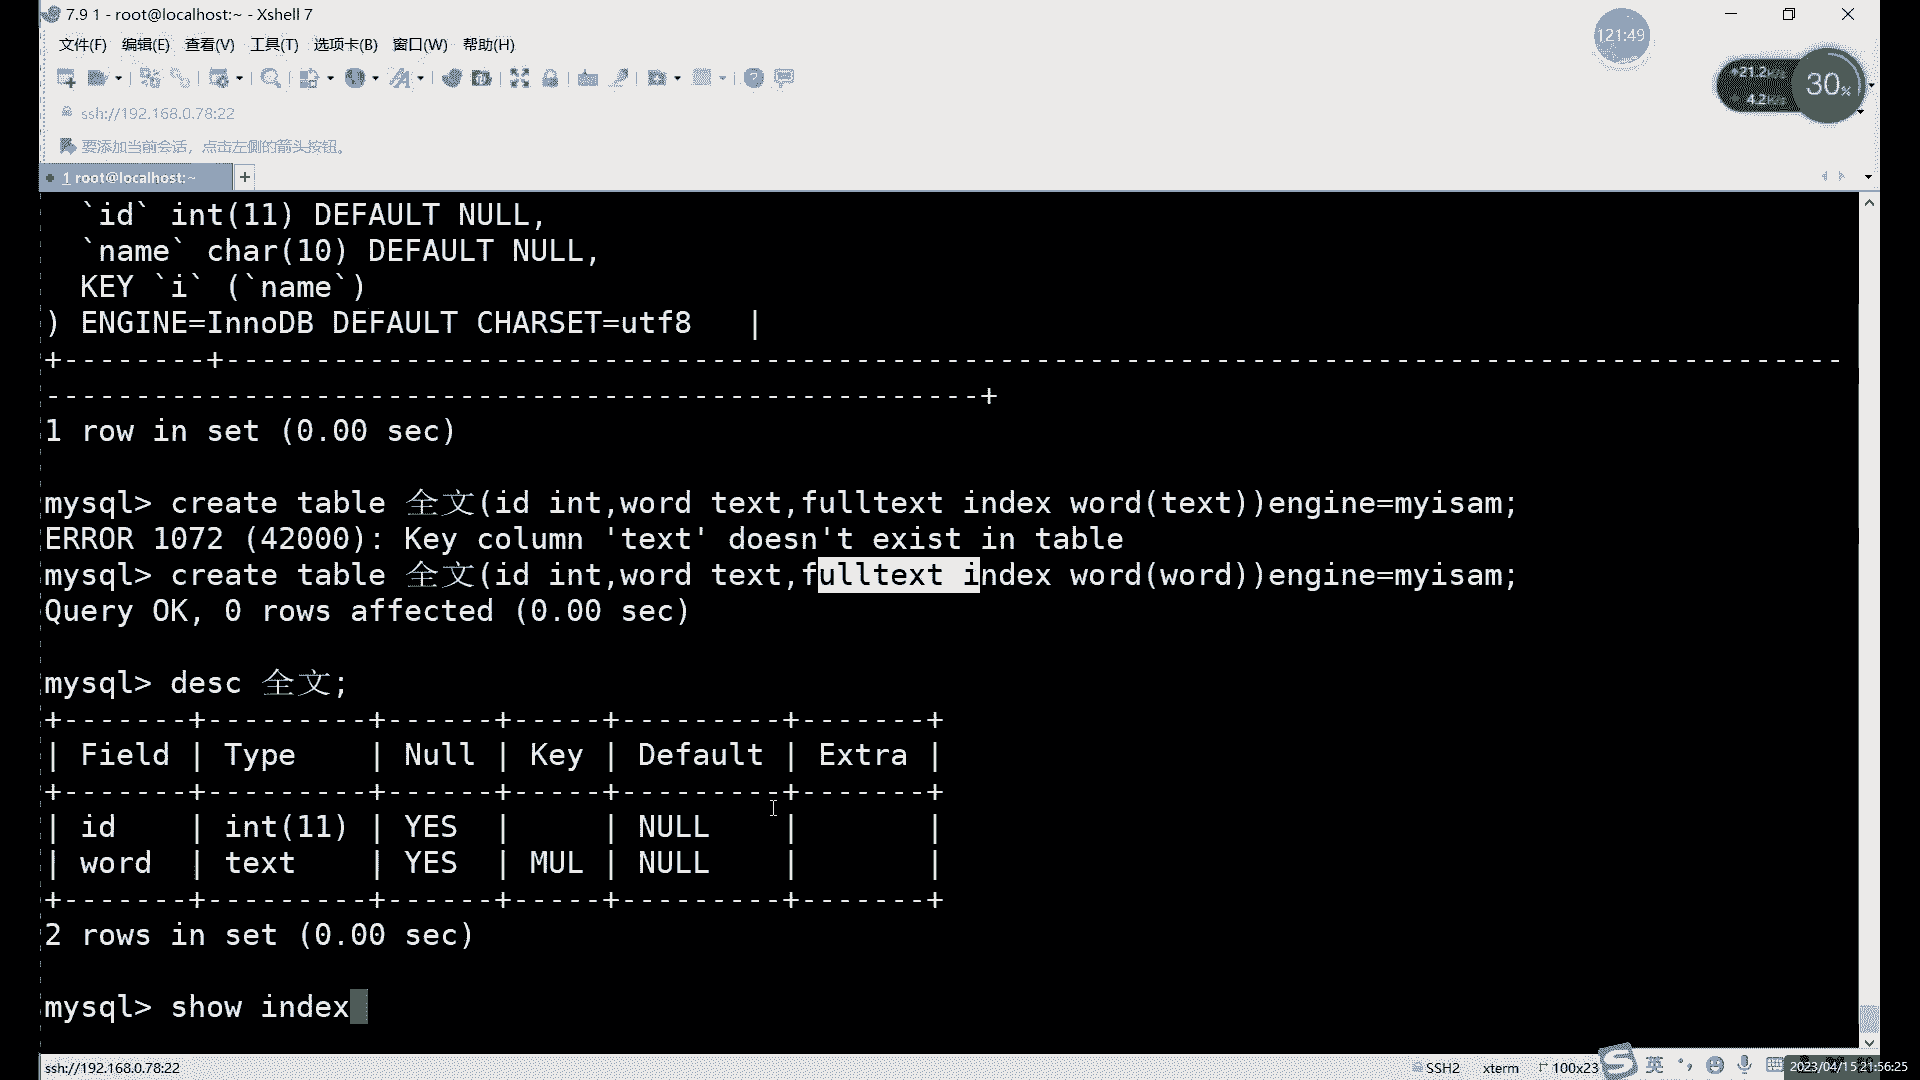 7.9 1 - root@localhost:~ - Xshell 7
文件(F) 编辑(E) 查看(V) 工具(T) 选项卡(B) 窗口(W) 帮助(H)
121:49
+21.2K/s
4.2K/s
30%
ssh://192.168.0.78:22
要添加当前会话，点击左侧的箭头按钮。
1 root@localhost:~
+
`id` int(11) DEFAULT NULL,
`name` char(10) DEFAULT NULL,
KEY `i` (`name`)
) ENGINE=InnoDB DEFAULT CHARSET=utf8 |
+--------+------------------------------------------------------------------------------------------
----------------------------------------------------+
1 row in set (0.00 sec)
mysql> create table 全文(id int,word text,fulltext index word(text))engine=myisam;
ERROR 1072 (42000): Key column 'text' doesn't exist in table
mysql> create table 全文(id int,word text,fulltext index word(word))engine=myisam;
Query OK, 0 rows affected (0.00 sec)
mysql> desc 全文;
+-------+---------+------+-----+---------+-------+
| Field | Type    | Null | Key | Default | Extra |
+-------+---------+------+-----+---------+-------+
| id    | int(11) | YES  |     | NULL    |       |
| word  | text    | YES  | MUL | NULL    |       |
+-------+---------+------+-----+---------+-------+
2 rows in set (0.00 sec)
mysql> show index
ssh://192.168.0.78:22
SSH2 xterm 100x23
英
2023/04/15 21:56:25